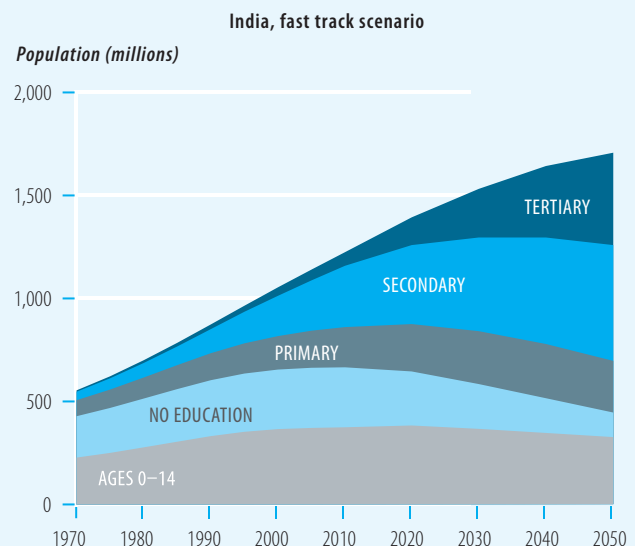 India, fast track scenario
Population (millions)
2,000
1,500
1,000
500
0
TERTIARY
SECONDARY
PRIMARY
NO EDUCATION
AGES 0–14
1970 1980 1990 2000 2010 2020 2030 2040 2050